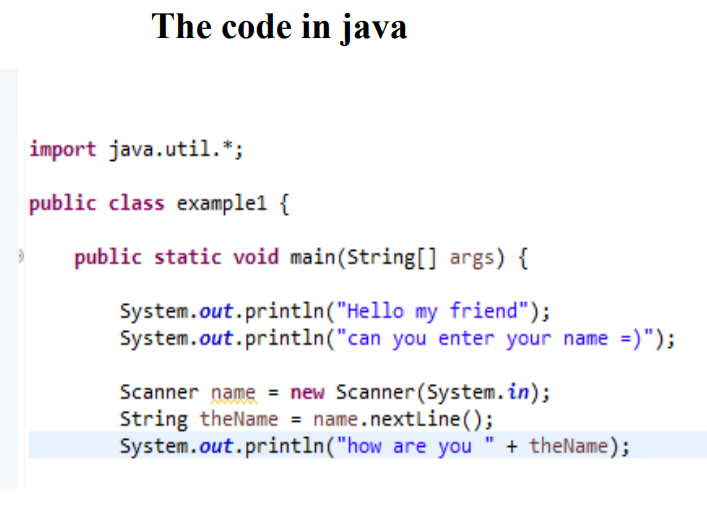 The code in java
import java.util.*;
public class example1 {
public static void main(String[] args) {
System.out.println("Hello my friend");
System.out.println("can you enter your name =)");
Scanner name = new Scanner(System.in);
String theName = name.nextLine();
System.out.println("how are you " + theName);